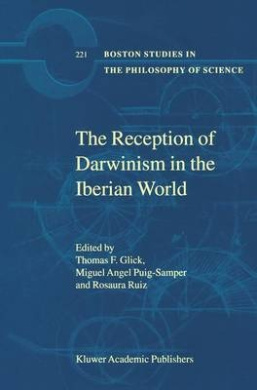 221 BOSTON STUDIES IN
THE PHILOSOPHY OF SCIENCE
The Reception of
Darwinism in the
Iberian World
Edited by
Thomas F. Glick,
Miguel Angel Puig-Samper
and Rosaura Ruiz
Kluwer Academic Publishers